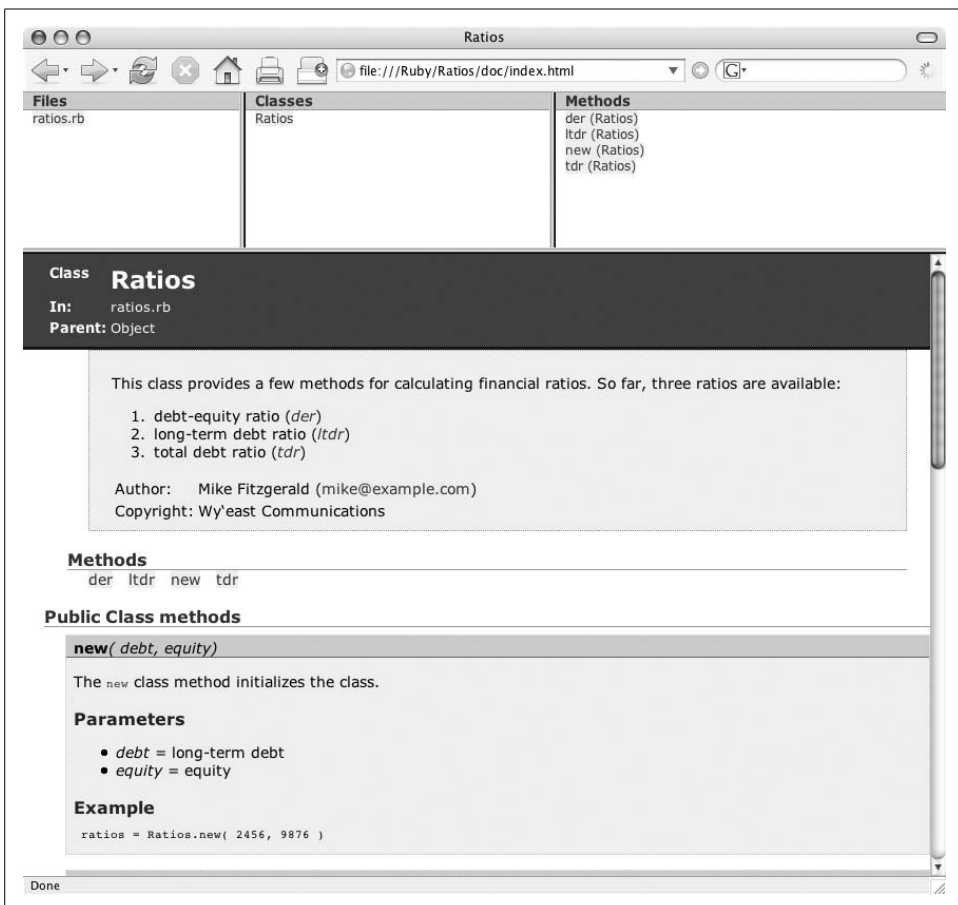 Ratios
file:///Ruby/Ratios/doc/index.html
G
Files
ratios.rb
Classes
Ratios
Methods
der (Ratios)
ltdr (Ratios)
new (Ratios)
tdr (Ratios)
Class Ratios
In: ratios.rb
Parent: Object
This class provides a few methods for calculating financial ratios. So far, three ratios are available:
1. debt-equity ratio (der)
2. long-term debt ratio (ltdr)
3. total debt ratio (tdr)
Author: Mike Fitzgerald (mike@example.com)
Copyright: Wy`east Communications
Methods
der ltdr new tdr
Public Class methods
new( debt, equity)
The new class method initializes the class.
Parameters
• debt = long-term debt
• equity = equity
Example
ratios = Ratios.new( 2456, 9876 )
Done